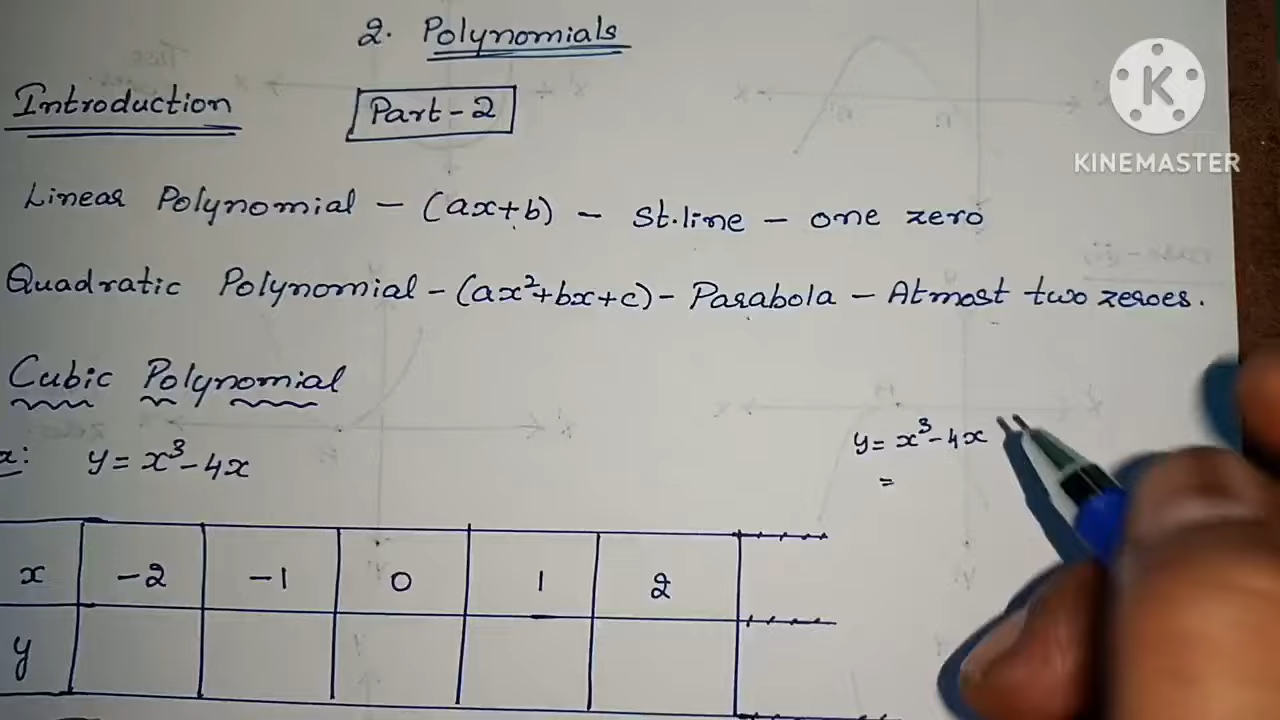 2. Polynomials
Introduction
Part-2
KINEMASTER
Linear Polynomial - (ax+b) - St.line - one zero
Quadratic Polynomial - (ax²+bx+c) - Parabola - Atmost two zeroes.
Cubic Polynomial
y = x³-4x
y = x³-4x
=
x -2 -1 0 1 2
y